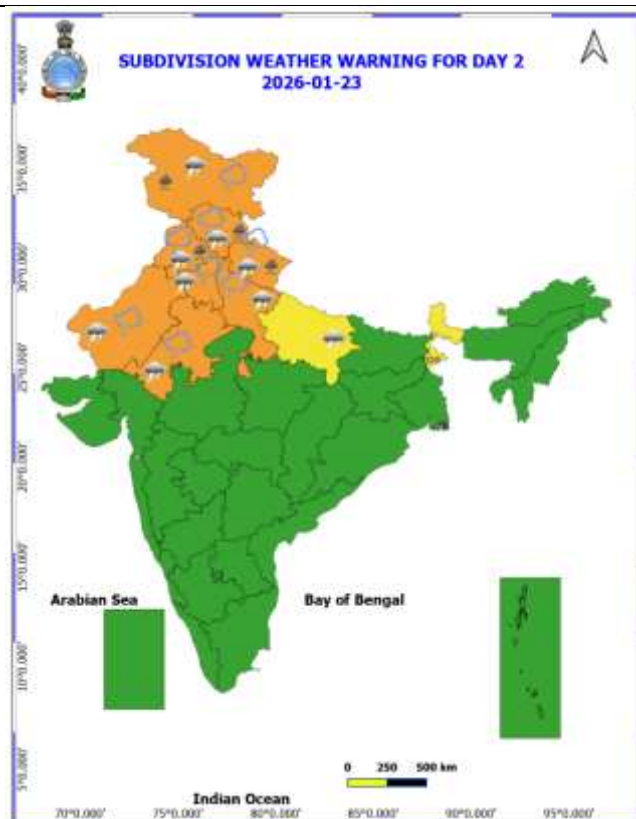 SUBDIVISION WEATHER WARNING FOR DAY 2
2026-01-23
40°0.000'
35°0.000'
30°0.000'
25°0.000'
20°0.000'
15°0.000'
10°0.000'
5°0.000'
Arabian Sea
Bay of Bengal
0 250 500 km
Indian Ocean
70°0.000' 75°0.000' 80°0.000' 85°0.000' 90°0.000' 95°0.000'